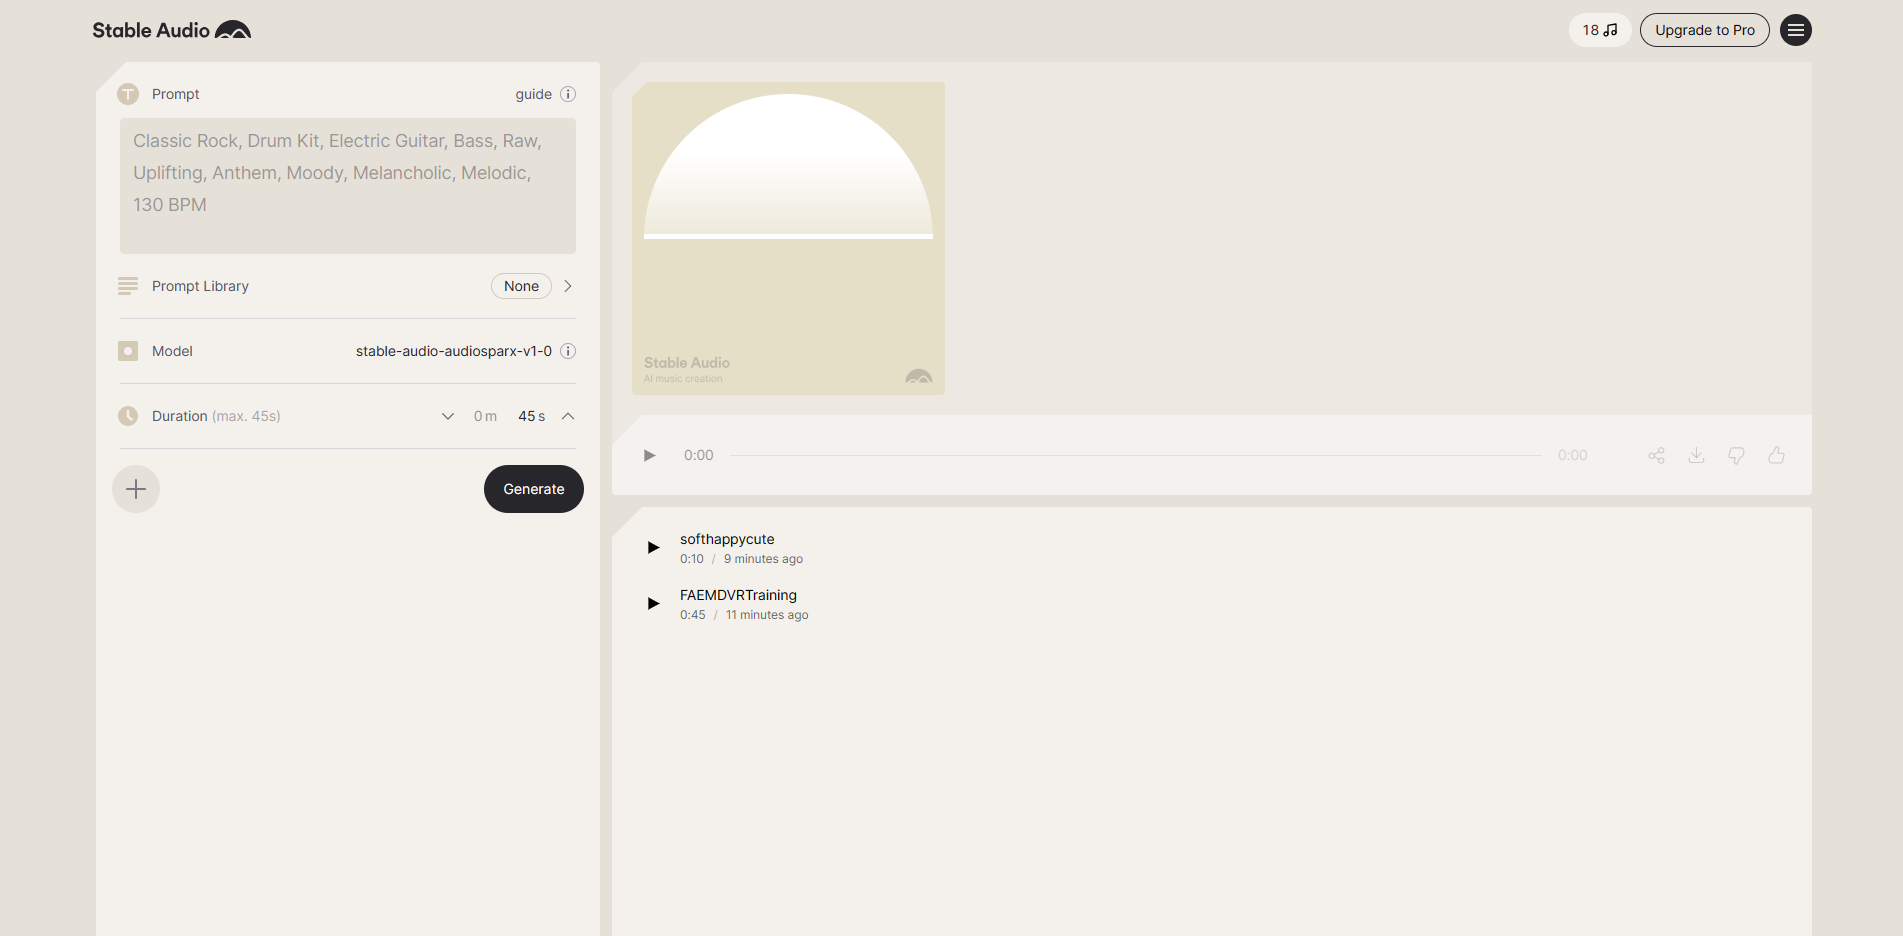 Stable Audio
18
Upgrade to Pro
Prompt
guide
Classic Rock, Drum Kit, Electric Guitar, Bass, Raw,
Uplifting, Anthem, Moody, Melancholic, Melodic,
130 BPM
Prompt Library
None
Model
stable-audio-audiosparx-v1-0
Duration (max. 45s)
0 m
45 s
Generate
Stable Audio
AI music creation
0:00
0:00
softhappycute
0:10 / 9 minutes ago
FAEMDVRTraining
0:45 / 11 minutes ago